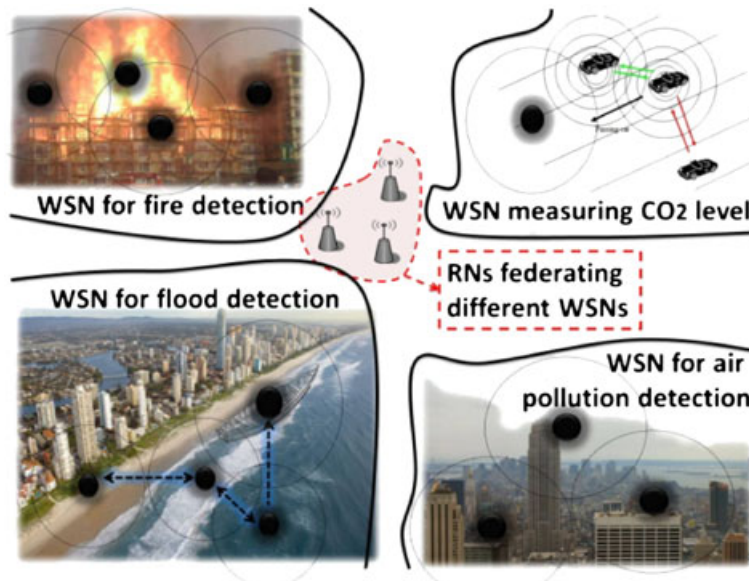 WSN for fire detection
WSN measuring CO2 level
RNs federating
different WSNs
WSN for flood detection
WSN for air
pollution detection